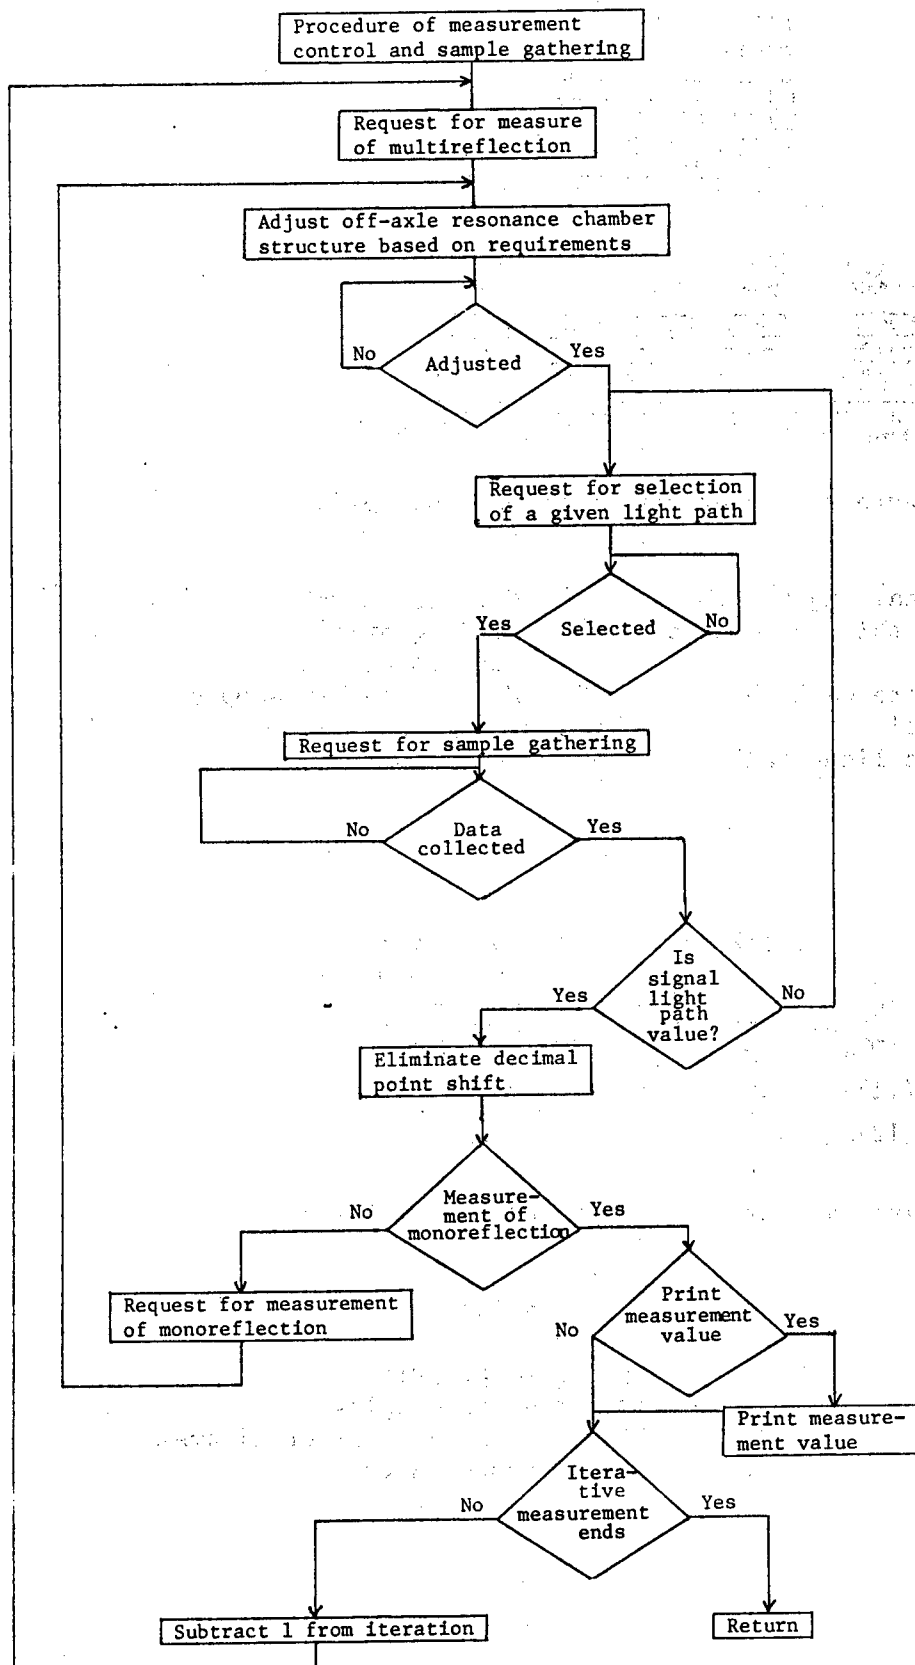 Procedure of measurement
control and sample gathering
Request for measure
of multireflection
Adjust off-axle resonance chamber
structure based on requirements
No
Adjusted
Yes
Request for selection
of a given light path
Yes
Selected
No
Request for sample gathering
No
Data
collected
Yes
Is
signal
light
path
value?
Yes
No
Eliminate decimal
point shift
No
Measure-
ment of
monoreflection
Yes
Request for measurement
of monoreflection
No
Print
measurement
value
Yes
Print measure-
ment value
No
Itera-
tive
measurement
ends
Yes
Subtract 1 from iteration
Return